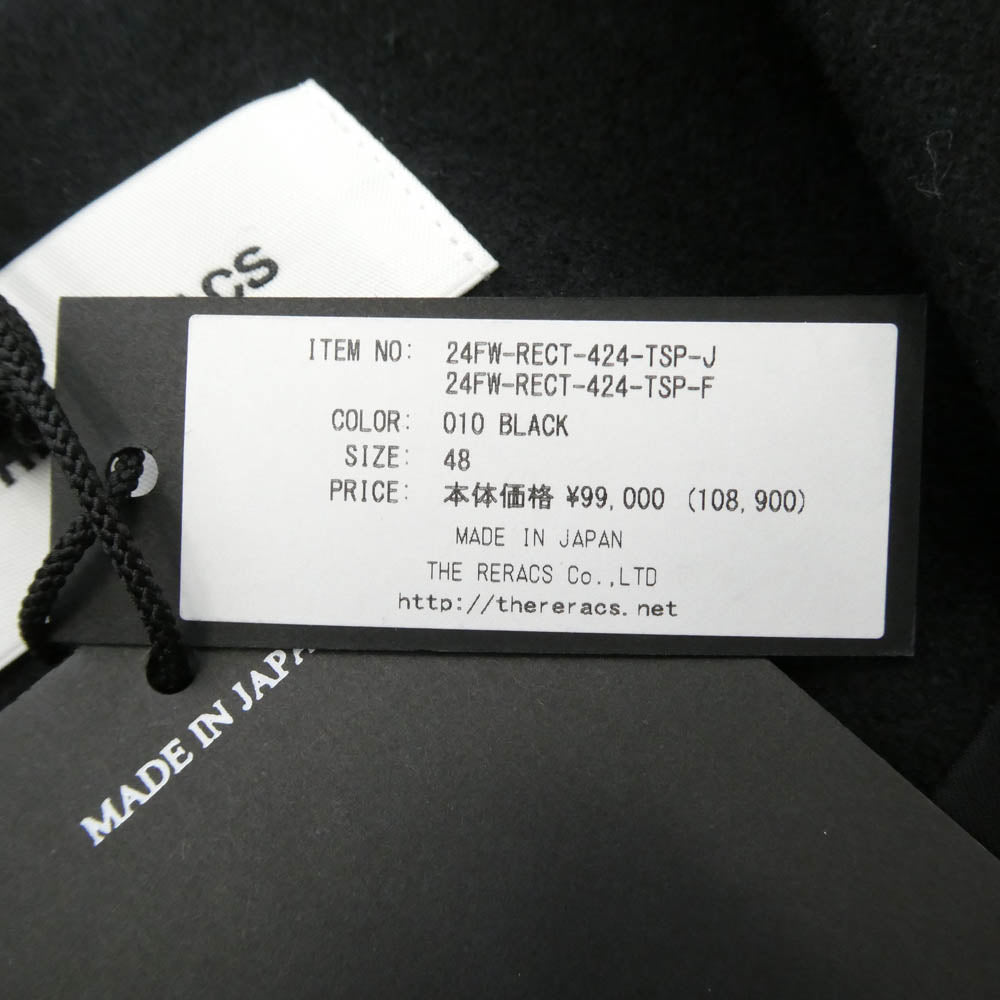 ITEM NO: 24FW-RECT-424-TSP-J
24FW-RECT-424-TSP-F
COLOR: 010 BLACK
SIZE: 48
PRICE: 本体価格 ¥99,000 (108,900)
MADE IN JAPAN
THE RERACS Co.,LTD
http://thereracs.net
MADE IN JAPA